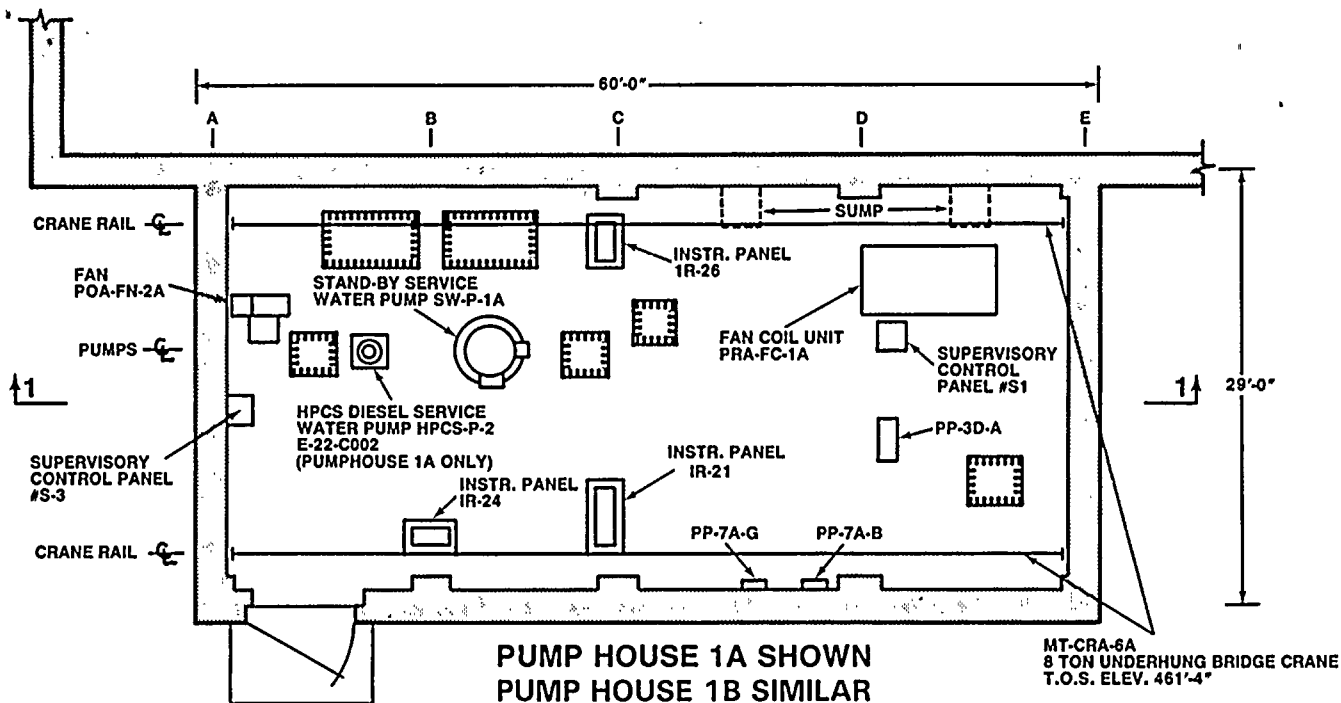 60'-0"
A
B
C
D
E
CRANE RAIL
SUMP
INSTR. PANEL
1R-26
FAN
POA-FN-2A
STAND-BY SERVICE
WATER PUMP SW-P-1A
PUMPS
FAN COIL UNIT
PRA-FC-1A
SUPERVISORY
CONTROL
PANEL #S1
1
1
29'-0"
HPCS DIESEL SERVICE
WATER PUMP HPCS-P-2
E-22-C002
(PUMPHOUSE 1A ONLY)
PP-3D-A
SUPERVISORY
CONTROL PANEL
#S-3
INSTR. PANEL
IR-21
INSTR. PANEL
IR-24
PP-7A-G
PP-7A-B
CRANE RAIL
MT-CRA-6A
8 TON UNDERHUNG BRIDGE CRANE
T.O.S. ELEV. 461'-4"
PUMP HOUSE 1A SHOWN
PUMP HOUSE 1B SIMILAR